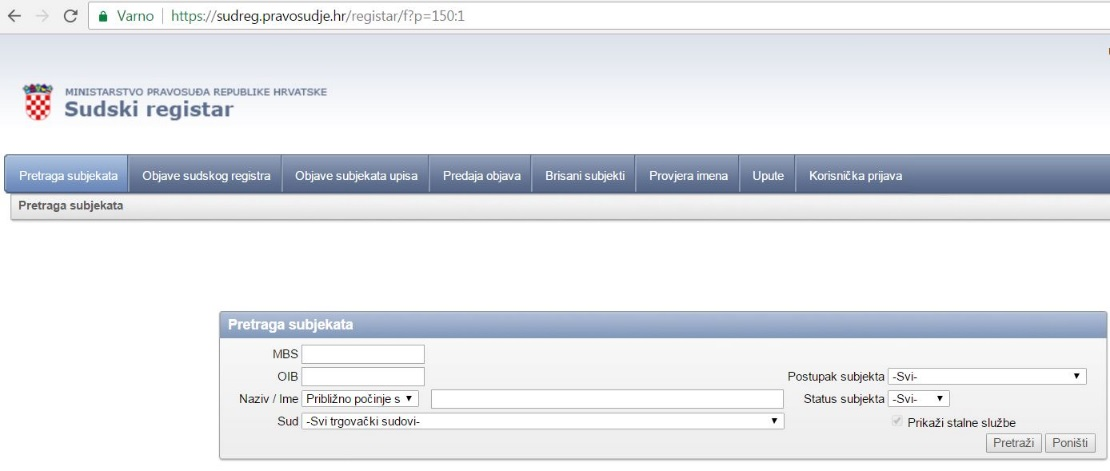 Varno https://sudreg.pravosudje.hr/registar/f?p=150:1
MINISTARSTVO PRAVOSUĐA REPUBLIKE HRVATSKE
Sudski registar
Pretraga subjekata Objave sudskog registra Objave subjekata upisa Predaja objava Brisani subjekti Provjera imena Upute Korisnička prijava
Pretraga subjekata
Pretraga subjekata
MBS
OIB Postupak subjekta -Svi-
Naziv / Ime Približno počinje s Status subjekta -Svi-
Sud -Svi trgovački sudovi- Prikaži stalne službe
Pretraži Poništi